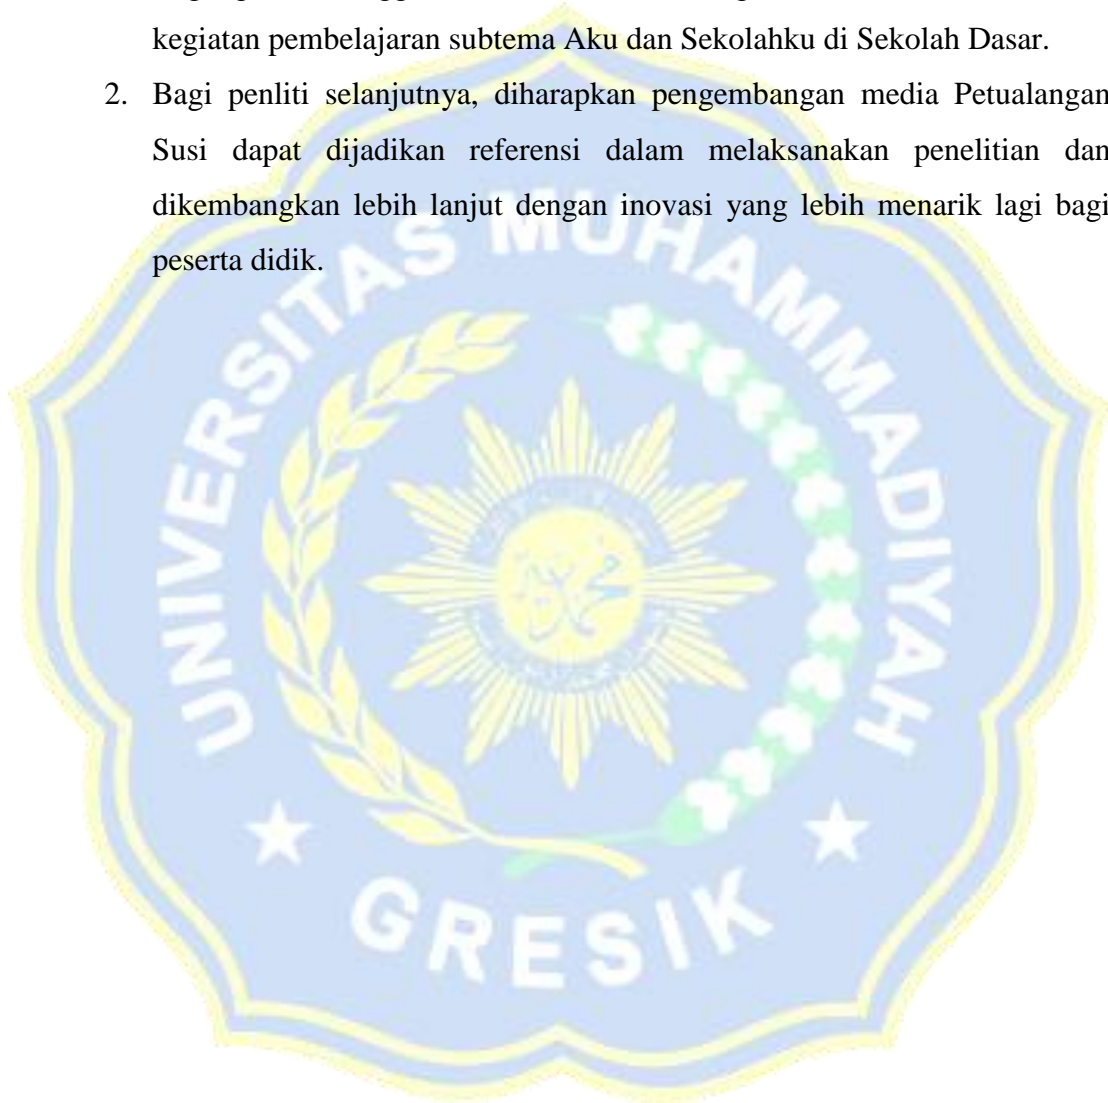 kegiatan pembelajaran subtema Aku dan Sekolahku di Sekolah Dasar.
2. Bagi penliti selanjutnya, diharapkan pengembangan media Petualangan
Susi dapat dijadikan referensi dalam melaksanakan penelitian dan
dikembangkan lebih lanjut dengan inovasi yang lebih menarik lagi bagi
peserta didik.
UNIVERSITAS MUHAMMADIYAH
GRESIK